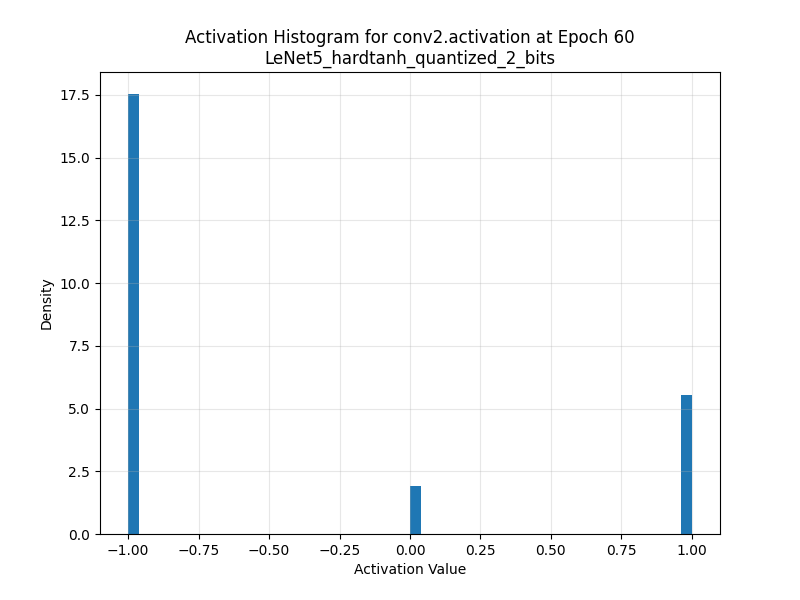 Activation Histogram for conv2.activation at Epoch 60
LeNet5_hardtanh_quantized_2_bits
17.5
15.0
12.5
10.0
7.5
5.0
2.5
0.0
Density
−1.00 −0.75 −0.50 −0.25 0.00 0.25 0.50 0.75 1.00
Activation Value